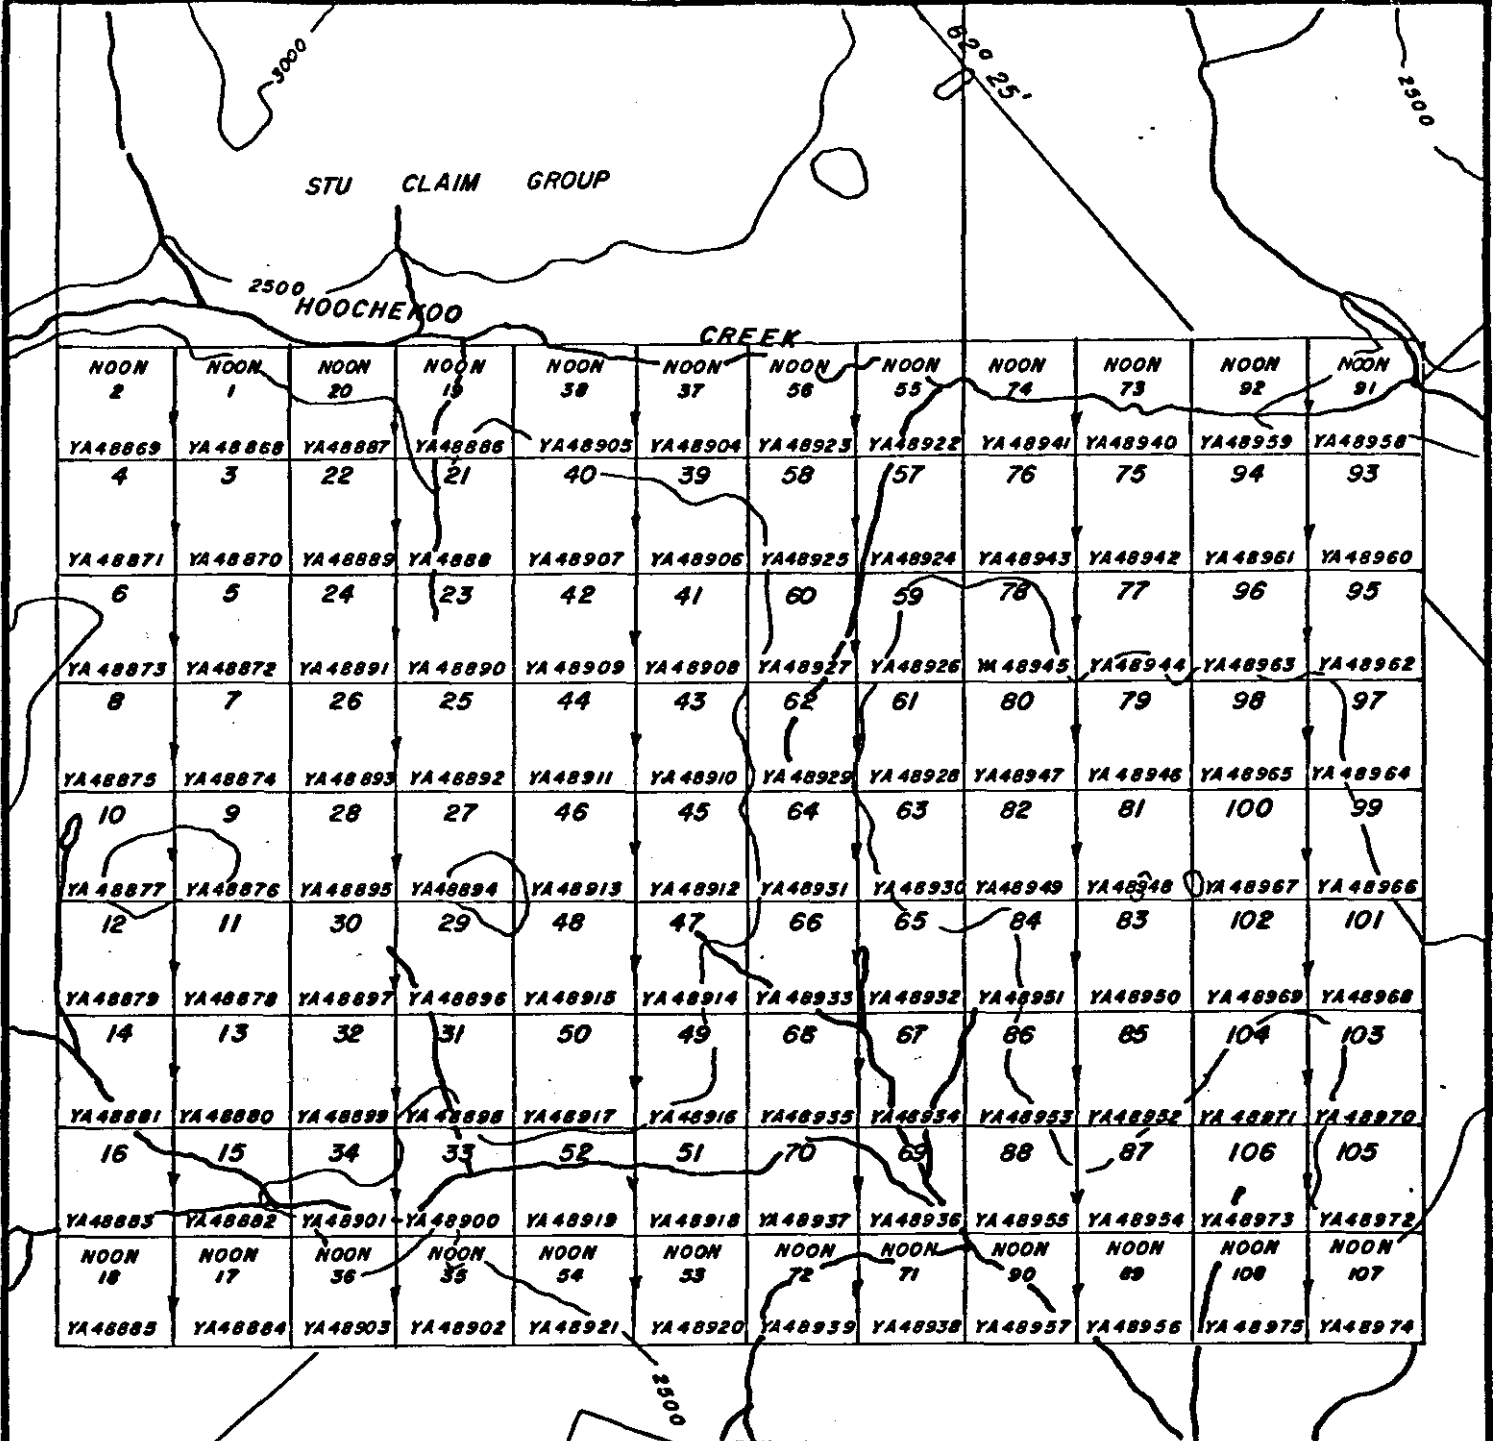 3000
62° 25'
2500
STU CLAIM GROUP
2500
HOOCHEKOO
CREEK
NOON NOON NOON NOON NOON NOON NOON NOON NOON NOON NOON NOON
2 1 20 19 38 37 56 55 74 73 92 91
YA48869 YA48868 YA48887 YA48886 YA48905 YA48904 YA48923 YA48922 YA48941 YA48940 YA48959 YA48958
4 3 22 21 40 39 58 57 76 75 94 93
YA48871 YA48870 YA48889 YA4888 YA48907 YA48906 YA48925 YA48924 YA48943 YA48942 YA48961 YA48960
6 5 24 23 42 41 60 59 78 77 96 95
YA48873 YA48872 YA48891 YA48890 YA48909 YA48908 YA48927 YA48926 YA48945 YA48944 YA48963 YA48962
8 7 26 25 44 43 62 61 80 79 98 97
YA48875 YA48874 YA48893 YA48892 YA48911 YA48910 YA48929 YA48928 YA48947 YA48946 YA48965 YA48964
10 9 28 27 46 45 64 63 82 81 100 99
YA48877 YA48876 YA48895 YA48894 YA48913 YA48912 YA48931 YA48930 YA48949 YA48948 YA48967 YA48966
12 11 30 29 48 47 66 65 84 83 102 101
YA48879 YA48878 YA48897 YA48896 YA48915 YA48914 YA48933 YA48932 YA48951 YA48950 YA48969 YA48968
14 13 32 31 50 49 68 67 86 85 104 103
YA48881 YA48880 YA48899 YA48898 YA48917 YA48916 YA48935 YA48934 YA48953 YA48952 YA48971 YA48970
16 15 34 33 52 51 70 69 88 87 106 105
YA48883 YA48882 YA48901 YA48900 YA48919 YA48918 YA48937 YA48936 YA48955 YA48954 YA48973 YA48972
NOON NOON NOON NOON NOON NOON NOON NOON NOON NOON NOON NOON
18 17 36 35 54 53 72 71 90 89 108 107
YA48885 YA48884 YA48903 YA48902 YA48921 YA48920 YA48939 YA48938 YA48957 YA48956 YA48975 YA48974
2500